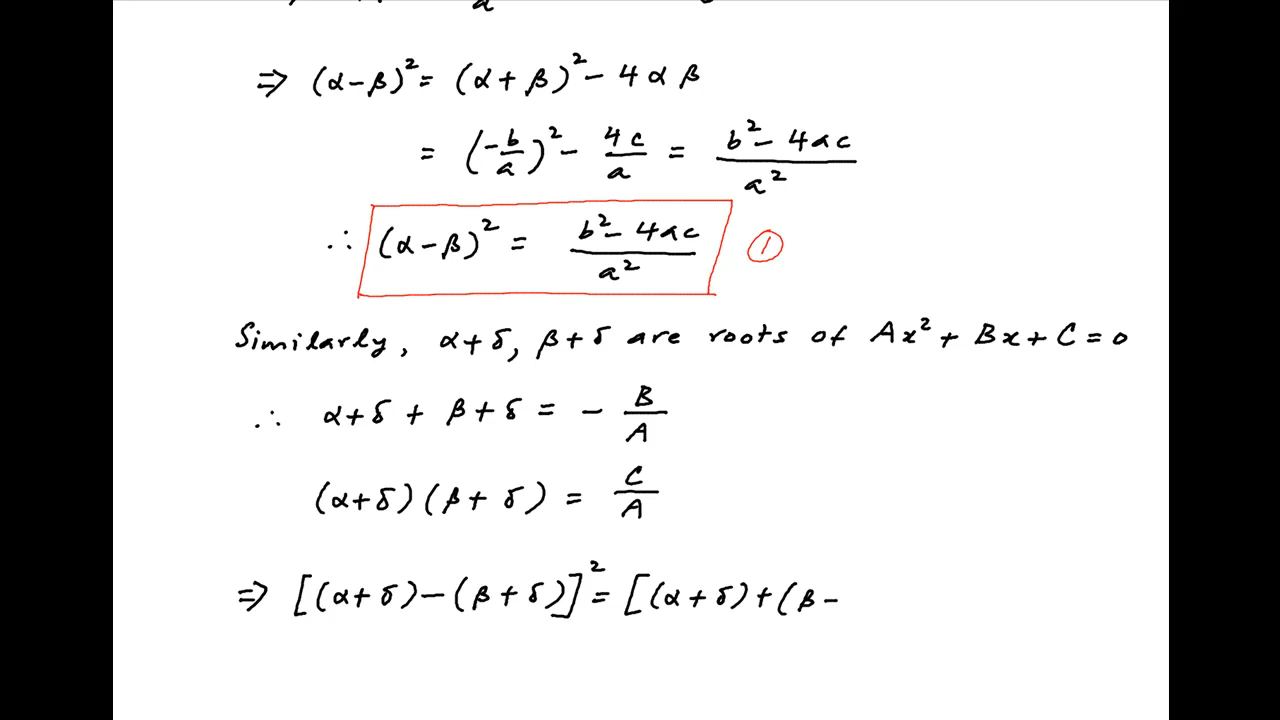 ⇒ (α-β)² = (α+β)² - 4αβ
= (-b/a)² - 4c/a = (b² - 4ac)/a²
∴ (α-β)² = (b² - 4ac)/a² ①
Similarly, α+δ, β+δ are roots of Ax² + Bx + C = 0
∴ α+δ + β+δ = - B/A
(α+δ)(β+δ) = C/A
⇒ [(α+δ)-(β+δ)]² = [(α+δ)+(β-